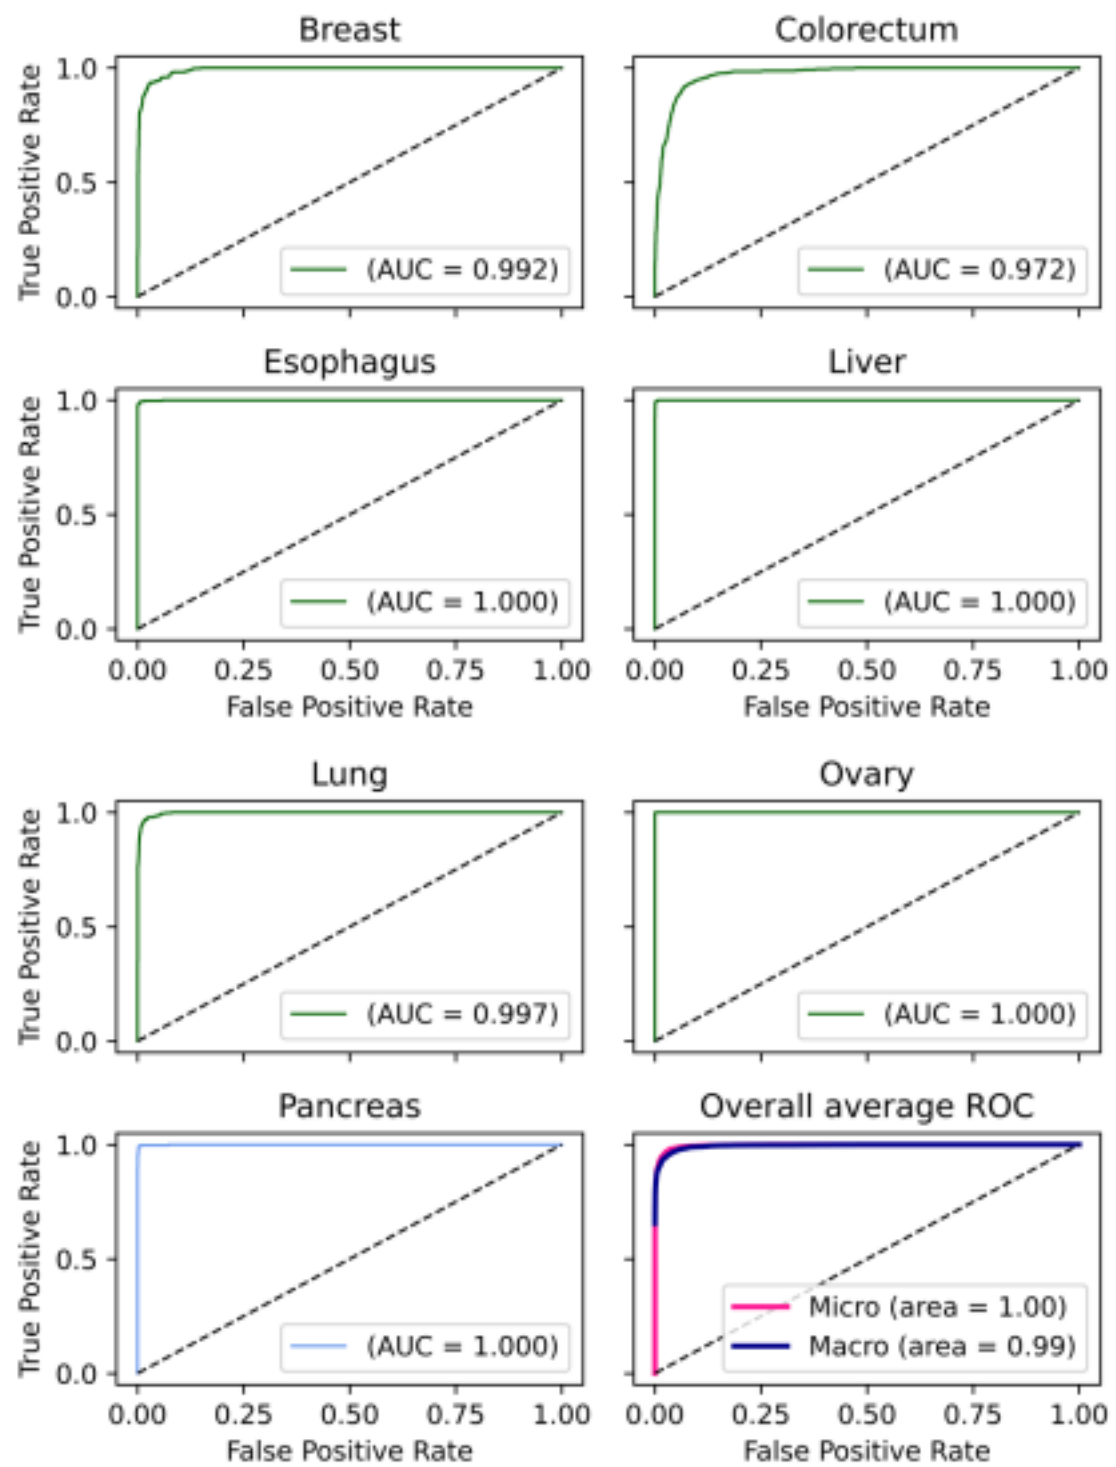 Breast
Colorectum
True Positive Rate
1.0
0.5
0.0
(AUC = 0.992)
(AUC = 0.972)
Esophagus
Liver
True Positive Rate
1.0
0.5
0.0
(AUC = 1.000)
(AUC = 1.000)
0.00 0.25 0.50 0.75 1.00
0.00 0.25 0.50 0.75 1.00
False Positive Rate
False Positive Rate
Lung
Ovary
True Positive Rate
1.0
0.5
0.0
(AUC = 0.997)
(AUC = 1.000)
Pancreas
Overall average ROC
True Positive Rate
1.0
0.5
0.0
(AUC = 1.000)
Micro (area = 1.00)
Macro (area = 0.99)
0.00 0.25 0.50 0.75 1.00
0.00 0.25 0.50 0.75 1.00
False Positive Rate
False Positive Rate